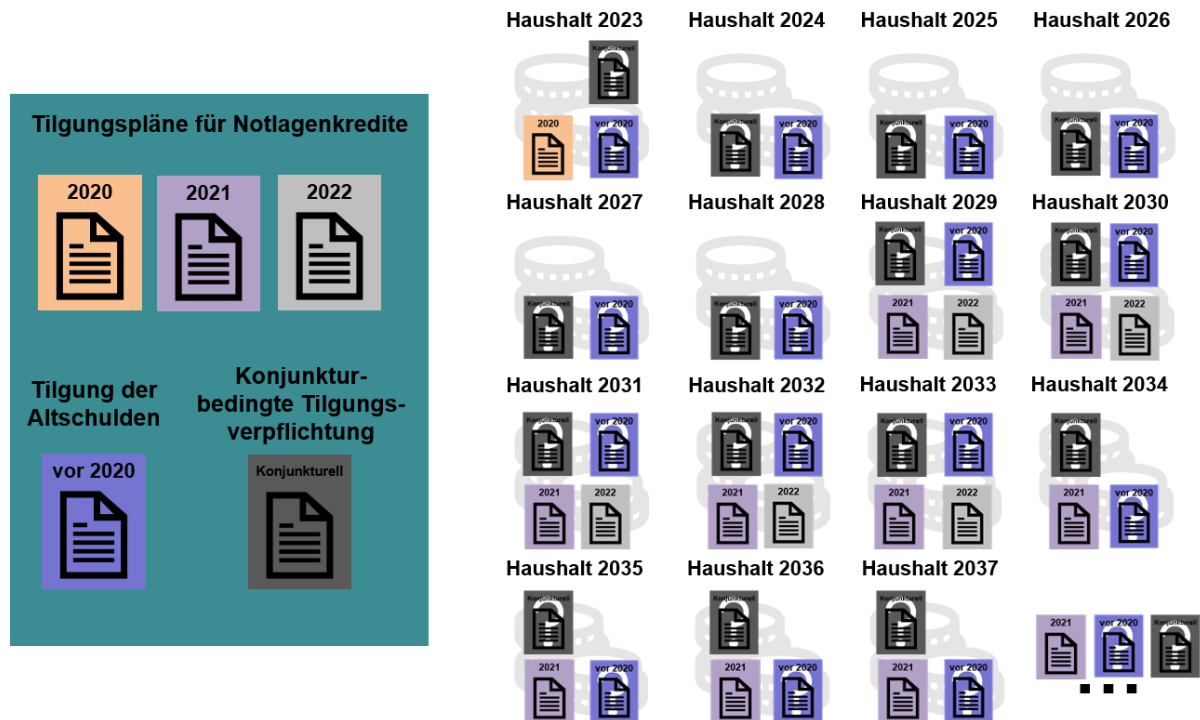 Tilgungspläne für Notlagenkredite
2020
2021
2022
Tilgung der
Altschulden
vor 2020
Konjunktur-
bedingte Tilgungs-
verpflichtung
Konjunkturell
Haushalt 2023
Konjunkturell
2020
vor 2020
Haushalt 2024
Konjunkturell
vor 2020
Haushalt 2025
Konjunkturell
vor 2020
Haushalt 2026
Konjunkturell
vor 2020
Haushalt 2027
Konjunkturell
vor 2020
Haushalt 2028
Konjunkturell
vor 2020
Haushalt 2029
Konjunkturell
vor 2020
2021
2022
Haushalt 2030
Konjunkturell
vor 2020
2021
2022
Haushalt 2031
Konjunkturell
vor 2020
2021
2022
Haushalt 2032
Konjunkturell
vor 2020
2021
2022
Haushalt 2033
Konjunkturell
vor 2020
2021
2022
Haushalt 2034
Konjunkturell
2021
vor 2020
Haushalt 2035
Konjunkturell
2021
vor 2020
Haushalt 2036
Konjunkturell
2021
vor 2020
Haushalt 2037
Konjunkturell
2021
vor 2020
2021
vor 2020
Konjunkturell
...